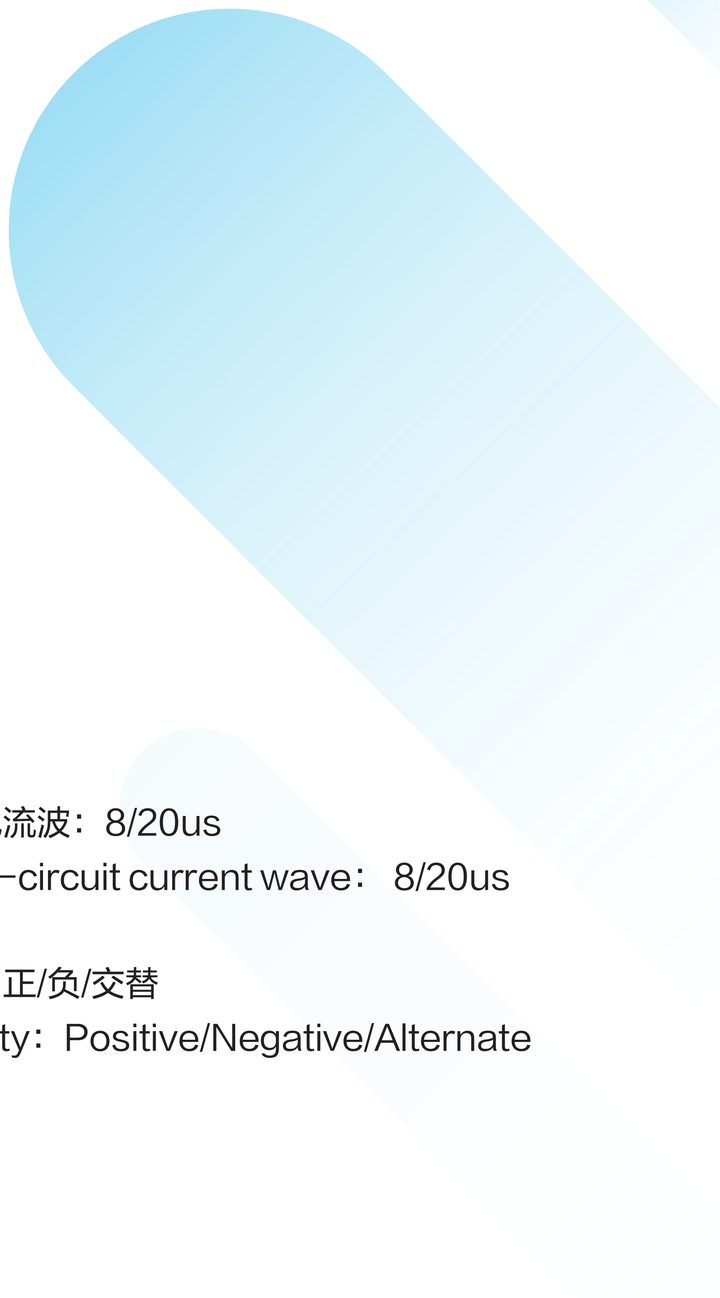 流波：8/20us
-circuit current wave： 8/20us
正/负/交替
ty：Positive/Negative/Alternate